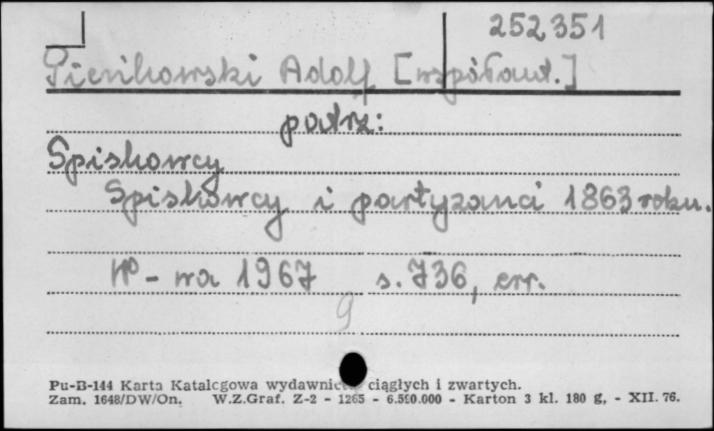 252351
Pieńkowski Adolf [współaut.]
patrz:
Spiskowcy
Spiskowcy i partyzanci 1863 roku.
W-wa 1967 s. 736, err.
9
Pu-B-144 Karta Katalogowa wydawnictw ciągłych i zwartych.
Zam. 1648/DW/On. W.Z.Graf. Z-2 - 1265 - 6.500.000 - Karton 3 kl. 180 g, - XII. 76.